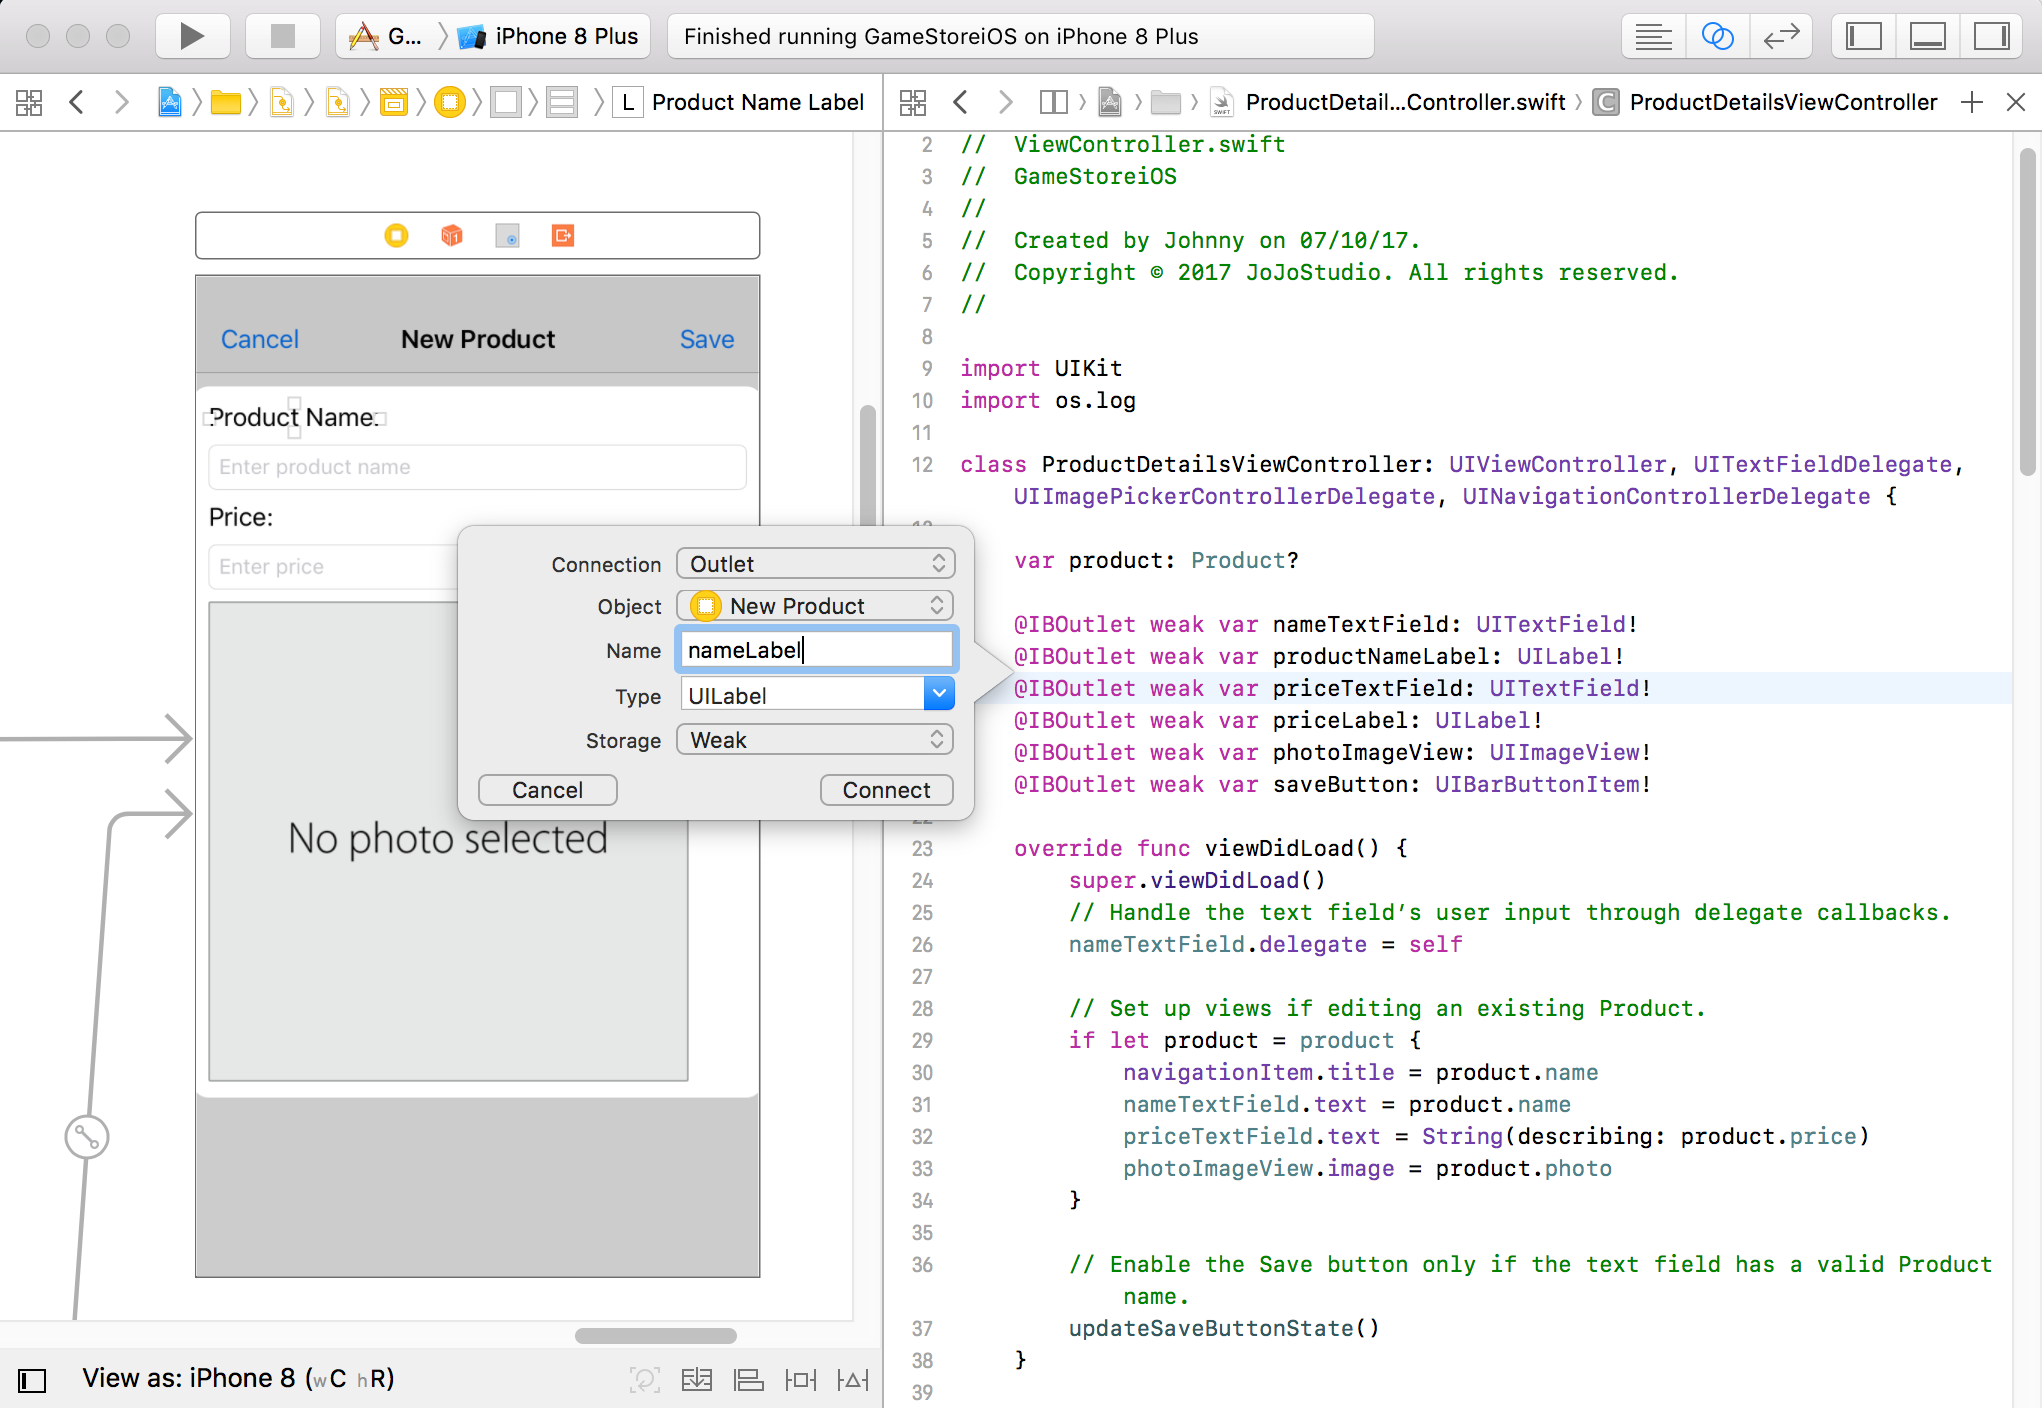 G...
iPhone 8 Plus
Finished running GameStoreiOS on iPhone 8 Plus
L Product Name Label
ProductDetail...Controller.swift
C ProductDetailsViewController
Cancel
New Product
Save
Product Name:
Enter product name
Price:
Enter price
No photo selected
Connection Outlet
Object New Product
Name nameLabel
Type UILabel
Storage Weak
Cancel
Connect
View as: iPhone 8 (wC hR)
2 // ViewController.swift
3 // GameStoreiOS
4 //
5 // Created by Johnny on 07/10/17.
6 // Copyright © 2017 JoJoStudio. All rights reserved.
7 //
8
9 import UIKit
10 import os.log
11
12 class ProductDetailsViewController: UIViewController, UITextFieldDelegate,
UIImagePickerControllerDelegate, UINavigationControllerDelegate {
var product: Product?
@IBOutlet weak var nameTextField: UITextField!
@IBOutlet weak var productNameLabel: UILabel!
@IBOutlet weak var priceTextField: UITextField!
@IBOutlet weak var priceLabel: UILabel!
@IBOutlet weak var photoImageView: UIImageView!
@IBOutlet weak var saveButton: UIBarButtonItem!
23 override func viewDidLoad() {
24 super.viewDidLoad()
25 // Handle the text field’s user input through delegate callbacks.
26 nameTextField.delegate = self
27
28 // Set up views if editing an existing Product.
29 if let product = product {
30 navigationItem.title = product.name
31 nameTextField.text = product.name
32 priceTextField.text = String(describing: product.price)
33 photoImageView.image = product.photo
34 }
35
36 // Enable the Save button only if the text field has a valid Product
name.
37 updateSaveButtonState()
38 }
39